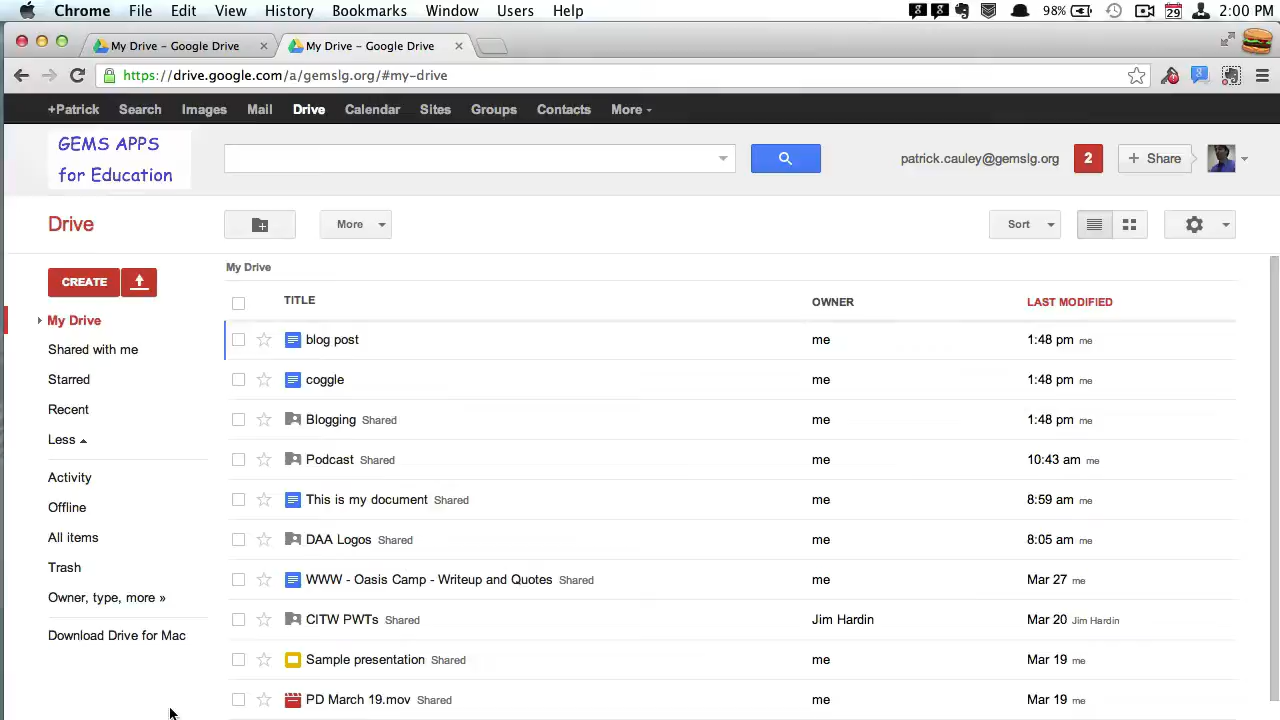 Chrome File Edit View History Bookmarks Window Users Help 98% 29 2:00 PM
My Drive – Google Drive × My Drive – Google Drive ×
https://drive.google.com/a/gemslg.org/#my-drive
+Patrick Search Images Mail Drive Calendar Sites Groups Contacts More
GEMS APPS
for Education
patrick.cauley@gemslg.org 2 + Share
Drive More Sort
CREATE
My Drive
Shared with me
Starred
Recent
Less
Activity
Offline
All items
Trash
Owner, type, more »
Download Drive for Mac
My Drive
TITLE OWNER LAST MODIFIED
blog post me 1:48 pm me
coggle me 1:48 pm me
Blogging Shared me 1:48 pm me
Podcast Shared me 10:43 am me
This is my document Shared me 8:59 am me
DAA Logos Shared me 8:05 am me
WWW - Oasis Camp - Writeup and Quotes Shared me Mar 27 me
CITW PWTs Shared Jim Hardin Mar 20 Jim Hardin
Sample presentation Shared me Mar 19 me
PD March 19.mov Shared me Mar 19 me